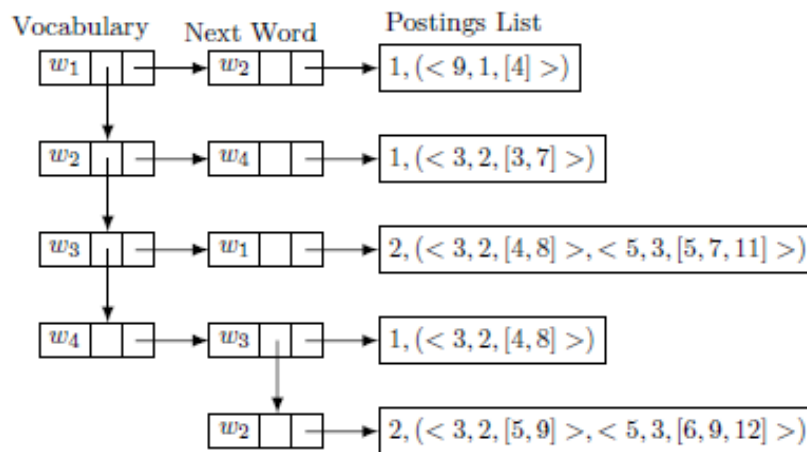 Vocabulary Next Word Postings List
w₁ w₂ 1, (< 9, 1, [4] >)
w₂ w₄ 1, (< 3, 2, [3, 7] >)
w₃ w₁ 2, (< 3, 2, [4, 8] >, < 5, 3, [5, 7, 11] >)
w₄ w₃ 1, (< 3, 2, [4, 8] >)
w₂ 2, (< 3, 2, [5, 9] >, < 5, 3, [6, 9, 12] >)